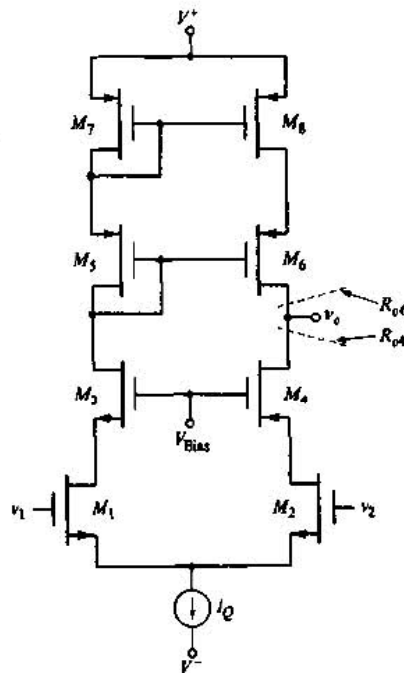 V⁺
M₇
M₈
M₅
M₆
R₀₆
v₀
R₀₄
M₃
M₄
V_Bias
v₁
M₁
M₂
v₂
I_Q
V⁻